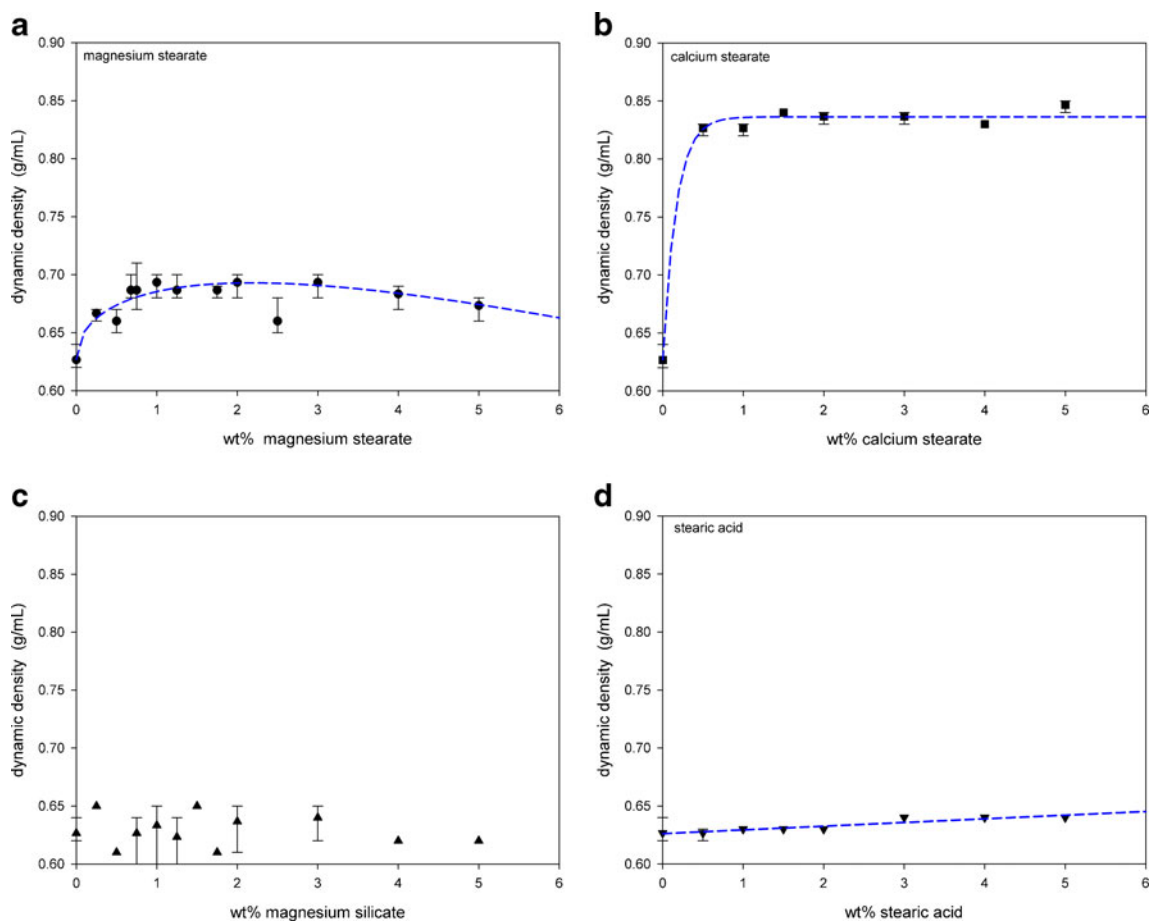 a
0.90
magnesium stearate
0.85
0.80
0.75
0.70
0.65
0.60
dynamic density (g/mL)
0 1 2 3 4 5 6
wt% magnesium stearate
b
0.90
calcium stearate
0.85
0.80
0.75
0.70
0.65
0.60
dynamic density (g/mL)
0 1 2 3 4 5 6
wt% calcium stearate
c
0.90
0.85
0.80
0.75
0.70
0.65
0.60
dynamic density (g/mL)
0 1 2 3 4 5 6
wt% magnesium silicate
d
0.90
stearic acid
0.85
0.80
0.75
0.70
0.65
0.60
dynamic density (g/mL)
0 1 2 3 4 5 6
wt% stearic acid